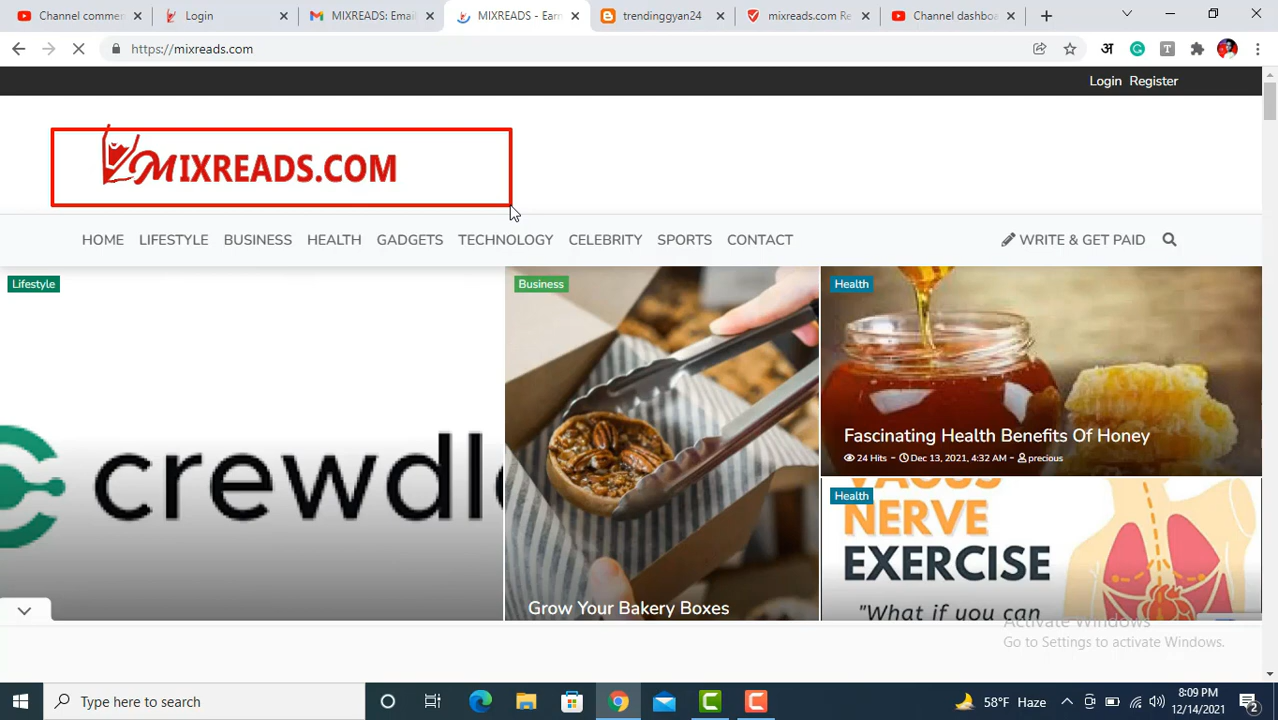 Channel commen
Login
MIXREADS: Emai
MIXREADS - Earn
trendinggyan24
mixreads.com Re
Channel dashboa
https://mixreads.com
अ
Login Register
MIXREADS.COM
HOME LIFESTYLE BUSINESS HEALTH GADGETS TECHNOLOGY CELEBRITY SPORTS CONTACT
WRITE & GET PAID
Lifestyle
Business
Health
crewdl
Fascinating Health Benefits Of Honey
24 Hits - Dec 13, 2021, 4:32 AM - precious
Health
VAGUS
NERVE
EXERCISE
"What if you can
Grow Your Bakery Boxes
Activate Windows
Go to Settings to activate Windows.
Type here to search
58°F Haze
8:09 PM
12/14/2021
2